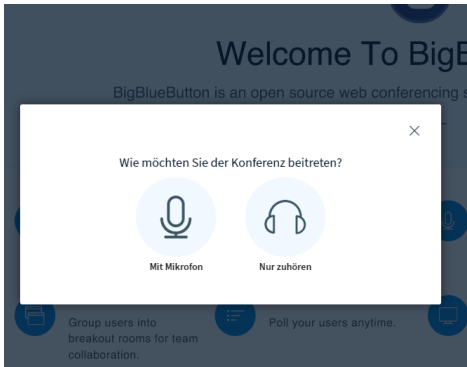 Welcome To Big
BigBlueButton is an open source web conferencing
Wie möchten Sie der Konferenz beitreten?
Mit Mikrofon
Nur zuhören
Group users into
breakout rooms for team
collaboration.
Poll your users anytime.